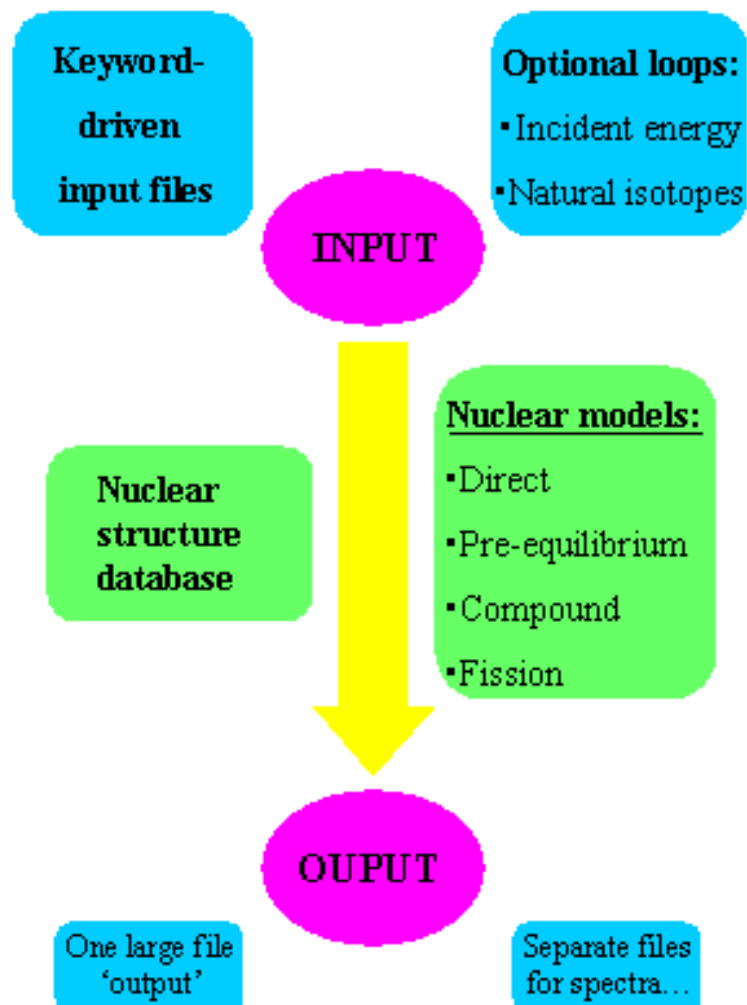 Keyword-
driven
input files
Optional loops:
▪Incident energy
▪Natural isotopes
INPUT
Nuclear
structure
database
Nuclear models:
▪Direct
▪Pre-equilibrium
▪Compound
▪Fission
OUPUT
One large file
‘output’
Separate files
for spectra…